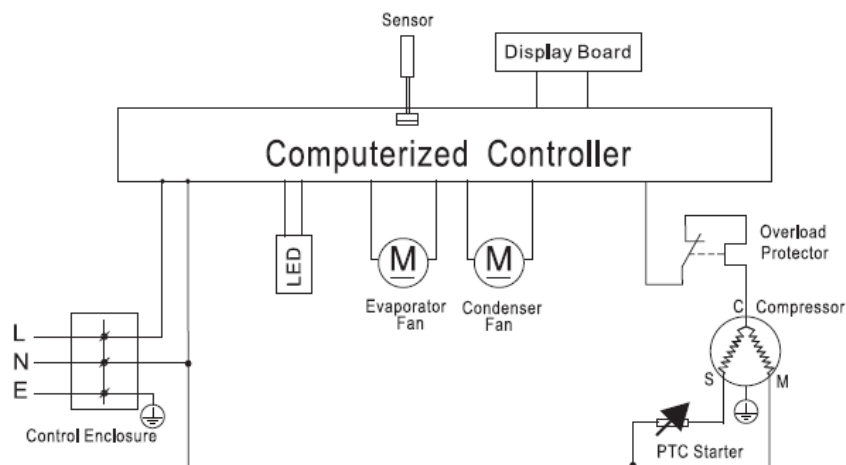 Sensor
Display Board
Computerized Controller
LED
M
M
Evaporator
Fan
Condenser
Fan
Overload
Protector
C Compressor
S
M
PTC Starter
L
N
E
Control Enclosure